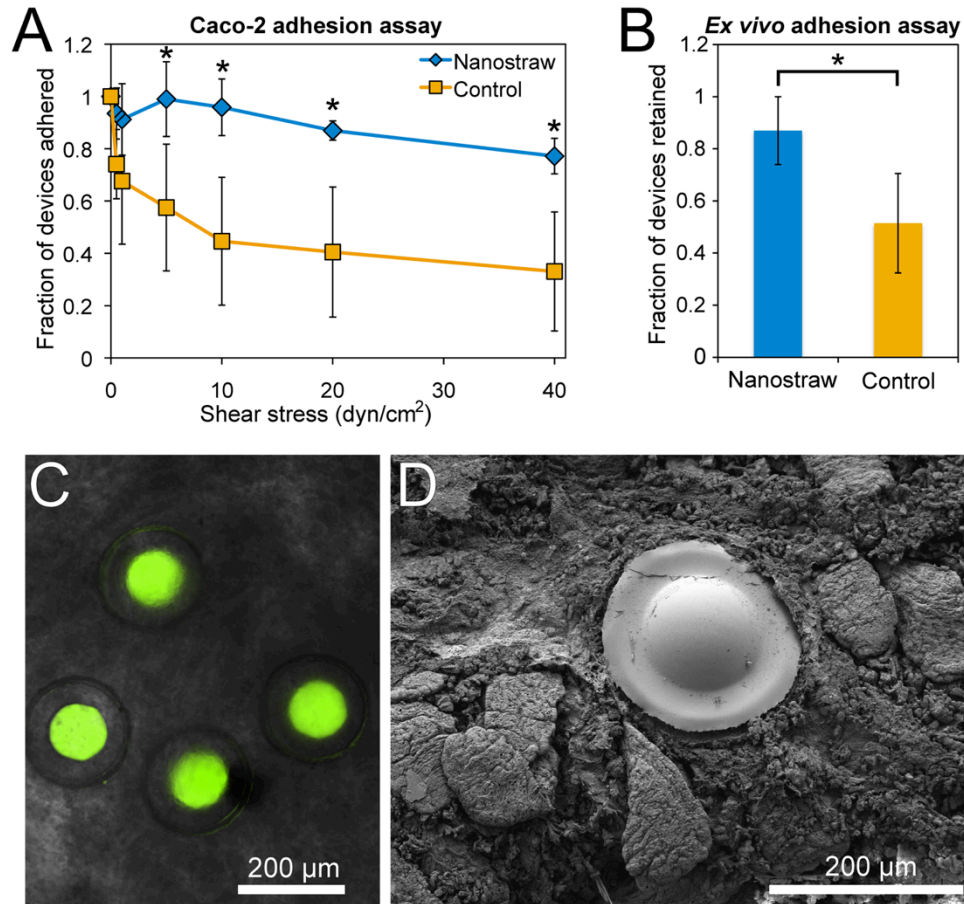 A
Caco-2 adhesion assay
Fraction of devices adhered
1.2
1
0.8
0.6
0.4
0.2
0
Nanostraw
Control
* * * *
0 10 20 30 40
Shear stress (dyn/cm²)
B
Ex vivo adhesion assay
Fraction of devices retained
1.2
1
0.8
0.6
0.4
0.2
0
*
Nanostraw Control
C
200 µm
D
200 µm